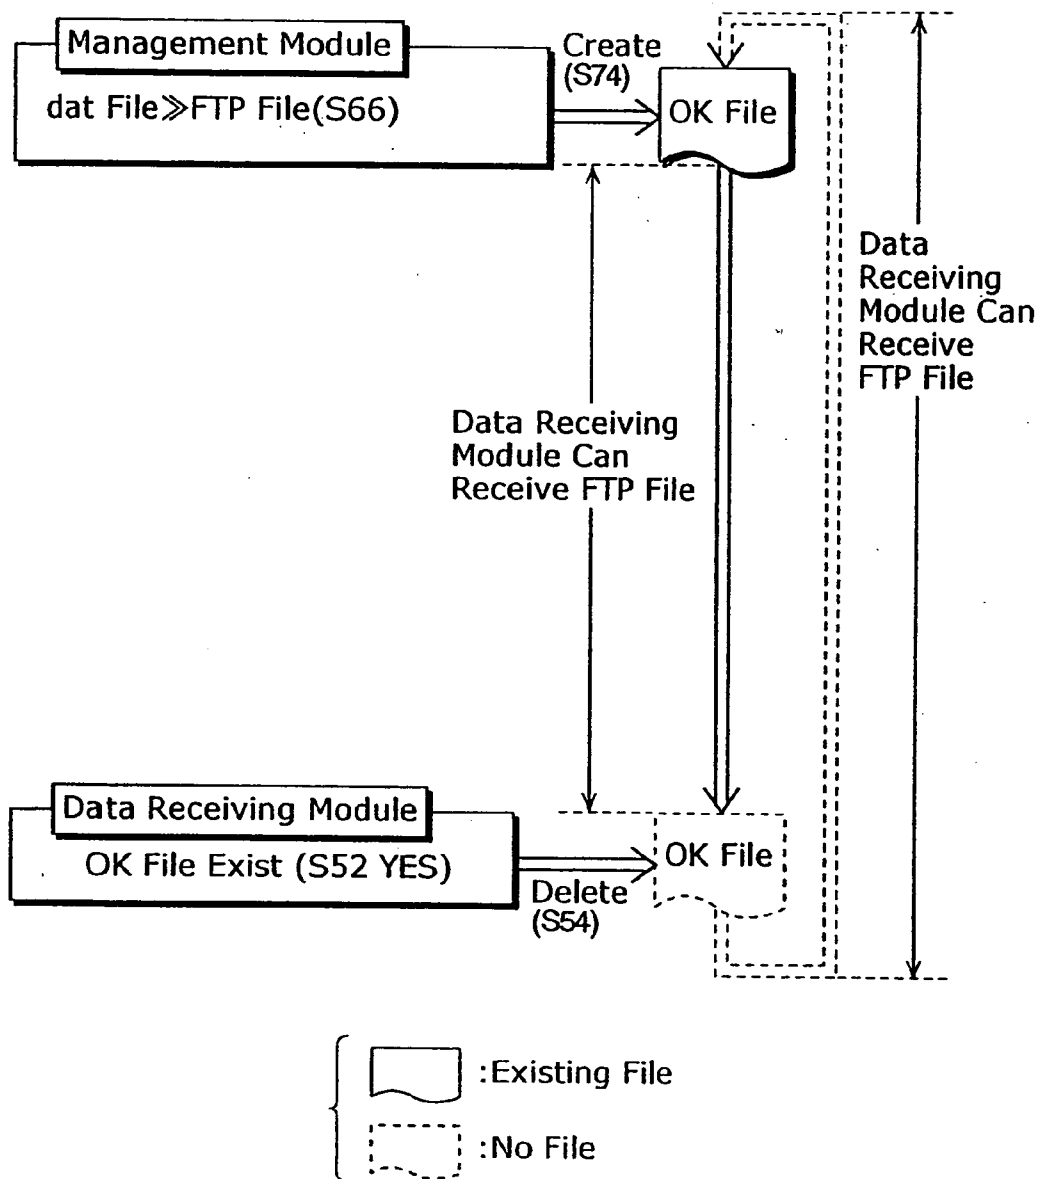 Management Module
dat File≫FTP File(S66)
Create
(S74)
OK File
Data
Receiving
Module Can
Receive
FTP File
Data Receiving
Module Can
Receive FTP File
Data Receiving Module
OK File Exist (S52 YES)
Delete
(S54)
OK File
:Existing File
:No File